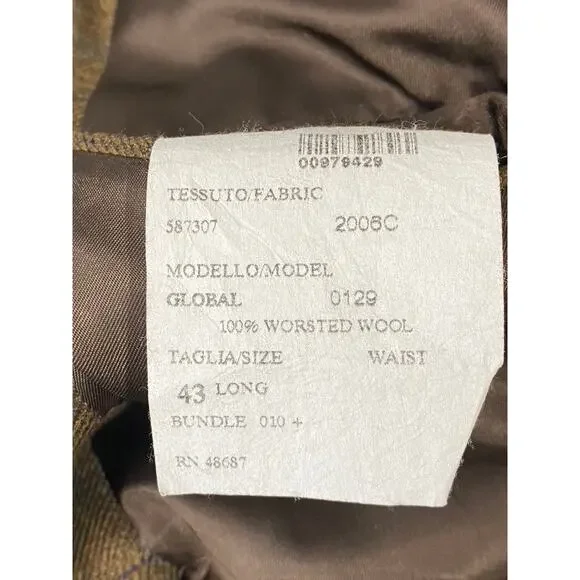 00979429
TESSUTO/FABRIC
587307 2006C
MODELLO/MODEL
GLOBAL 0129
100% WORSTED WOOL
TAGLIA/SIZE WAIST
43 LONG
BUNDLE 010 +
RN 48687